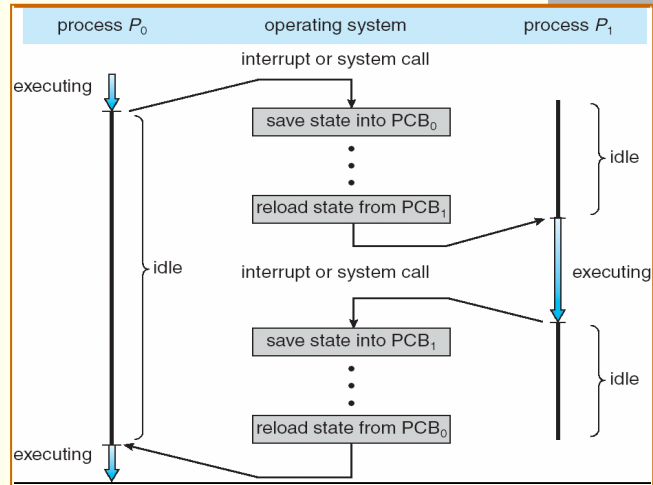 process P₀ operating system process P₁
interrupt or system call
executing
save state into PCB₀
idle
reload state from PCB₁
idle
interrupt or system call
executing
save state into PCB₁
idle
reload state from PCB₀
executing